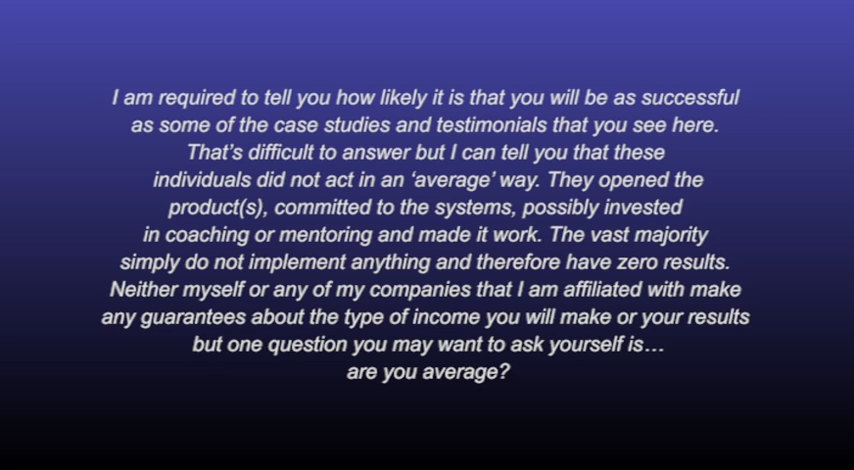 I am required to tell you how likely it is that you will be as successful
as some of the case studies and testimonials that you see here.
That's difficult to answer but I can tell you that these
individuals did not act in an 'average' way. They opened the
product(s), committed to the systems, possibly invested
in coaching or mentoring and made it work. The vast majority
simply do not implement anything and therefore have zero results.
Neither myself or any of my companies that I am affiliated with make
any guarantees about the type of income you will make or your results
but one question you may want to ask yourself is…
are you average?